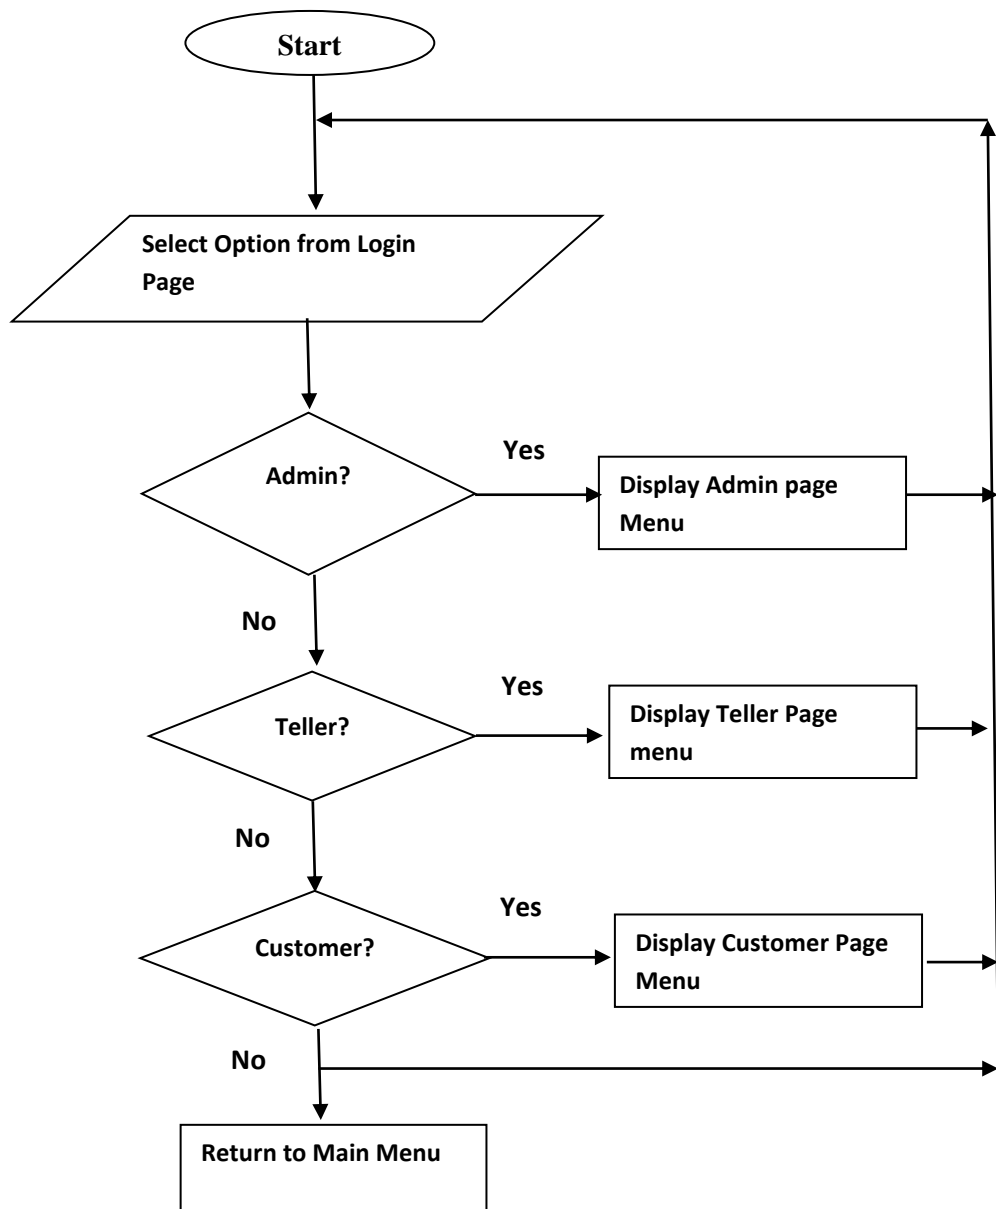 Start
Select Option from Login
Page
Admin?
Yes
Display Admin page
Menu
No
Teller?
Yes
Display Teller Page
menu
No
Customer?
Yes
Display Customer Page
Menu
No
Return to Main Menu